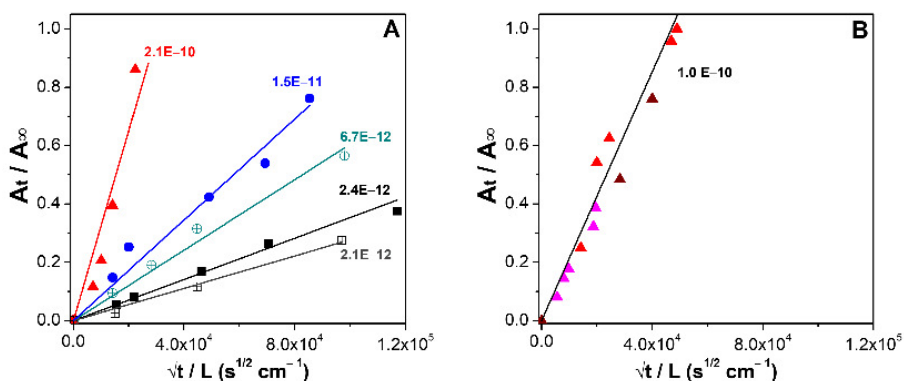 A
B
2.1E−10
1.5E−11
6.7E−12
2.4E−12
2.1E 12
1.0 E−10
At / A∞
1.0
0.8
0.6
0.4
0.2
0.0
0.0 4.0x10⁴ 8.0x10⁴ 1.2x10⁵
√t / L (s¹/² cm⁻¹)
At / A∞
1.0
0.8
0.6
0.4
0.2
0.0
0.0 4.0x10⁴ 8.0x10⁴ 1.2x10⁵
√t / L (s¹/² cm⁻¹)